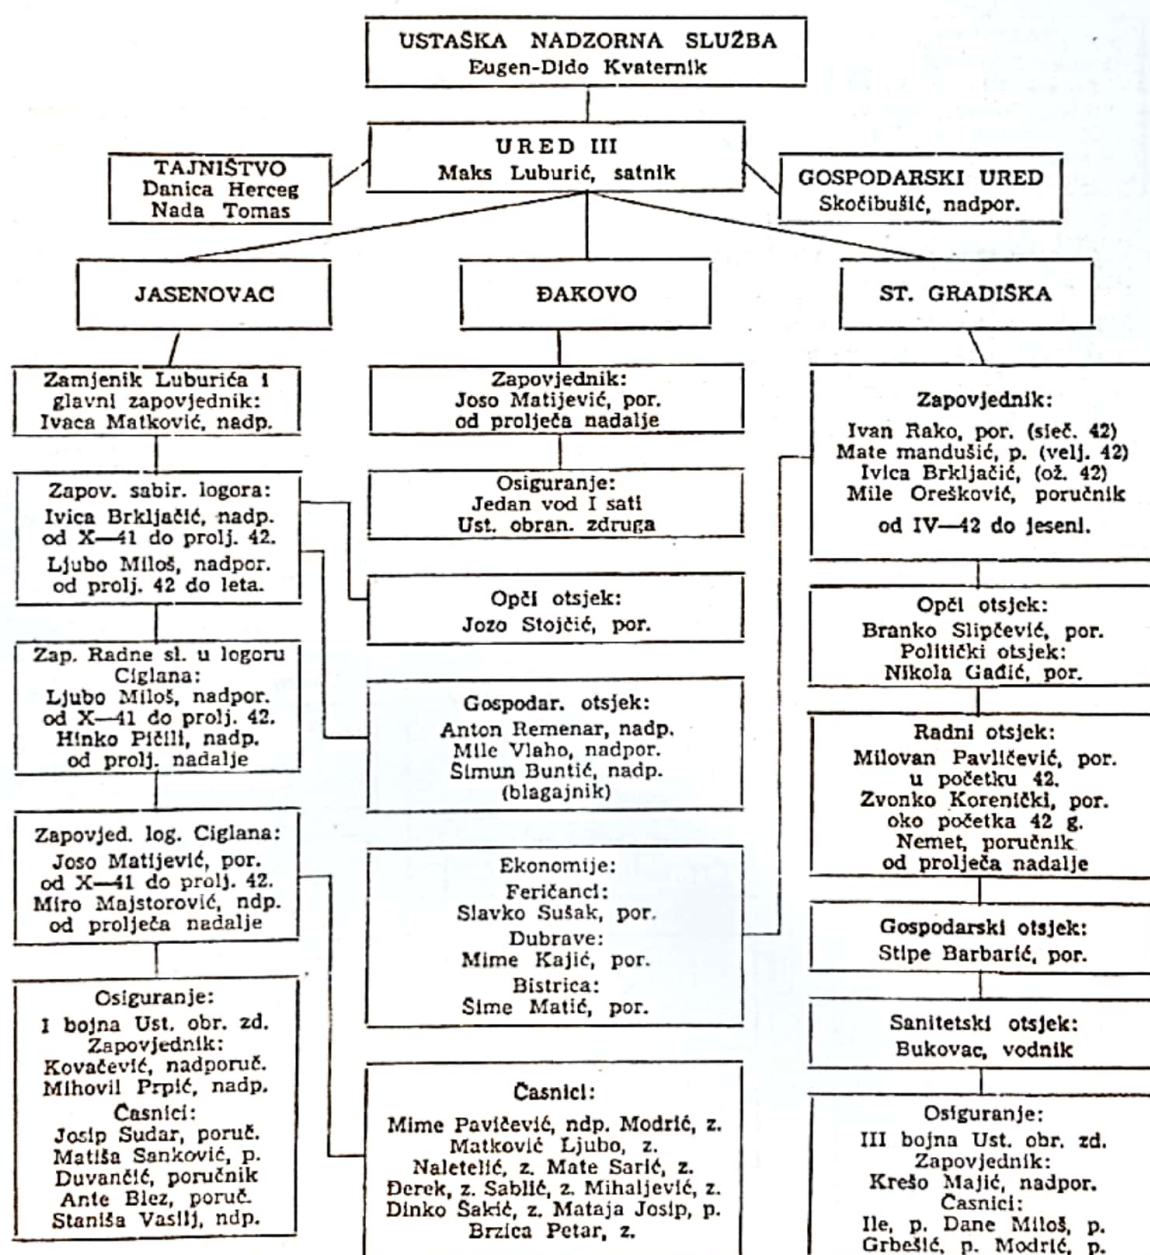 USTAŠKA NADZORNA SLUŽBA
Eugen-Dido Kvaternik
URED III
Maks Luburić, satnik
TAJNIŠTVO
Danica Herceg
Nada Tomas
GOSPODARSKI URED
Skočibušić, nadpor.
JASENOVAC
ĐAKOVO
ST. GRADIŠKA
Zamjenik Luburića i
glavni zapovjednik:
Ivaca Matković, nadp.
Zapov. sabir. logora:
Ivica Brkljačić, nadp.
od X—41 do prolj. 42.
Ljubo Miloš, nadpor.
od prolj. 42 do leta.
Zap. Radne sl. u logoru
Ciglana:
Ljubo Miloš, nadpor.
od X—41 do prolj. 42.
Hinko Pičili, nadp.
od prolj. nadalje
Zapovjed. log. Ciglana:
Joso Matijević, por.
od X—41 do prolj. 42.
Miro Majstorović, ndp.
od prolječa nadalje
Osiguranje:
I bojna Ust. obr. zd.
Zapovjednik:
Kovačević, nadporuč.
Mihovil Prpić, nadp.
Časnici:
Josip Sudar, poruč.
Matiša Sanković, p.
Duvančić, poručnik
Ante Blez, poruč.
Staniša Vasilj, ndp.
Zapovjednik:
Joso Matijević, por.
od prolječa nadalje
Osiguranje:
Jedan vod I sati
Ust. obran. zdruga
Opči otsjek:
Jozo Stojčić, por.
Gospodar. otsjek:
Anton Remenar, nadp.
Mile Vlaho, nadpor.
Šimun Buntić, nadp.
(blagajnik)
Ekonomije:
Feričanci:
Slavko Sušak, por.
Dubrave:
Mime Kajić, por.
Bistrica:
Šime Matić, por.
Časnici:
Mime Pavičević, ndp. Modrić, z.
Matković Ljubo, z.
Naletelić, z. Mate Sarić, z.
Đerek, z. Sablić, z. Mihaljević, z.
Dinko Šakić, z. Mataja Josip, p.
Brzica Petar, z.
Zapovjednik:
Ivan Rako, por. (sieč. 42)
Mate mandušić, p. (velj. 42)
Ivica Brkljačić, (ož. 42)
Mile Orešković, poručnik
od IV—42 do jeseni.
Opči otsjek:
Branko Slipčević, por.
Politički otsjek:
Nikola Gađić, por.
Radni otsjek:
Milovan Pavličević, por.
u početku 42.
Zvonko Korenički, por.
oko početka 42 g.
Nemet, poručnik
od prolječa nadalje
Gospodarski otsjek:
Stipe Barbarić, por.
Sanitetski otsjek:
Bukovac, vodnik
Osiguranje:
III bojna Ust. obr. zd.
Zapovjednik:
Krešo Majić, nadpor.
Časnici:
Ile, p. Dane Miloš, p.
Grbešić, p. Modrić, p.